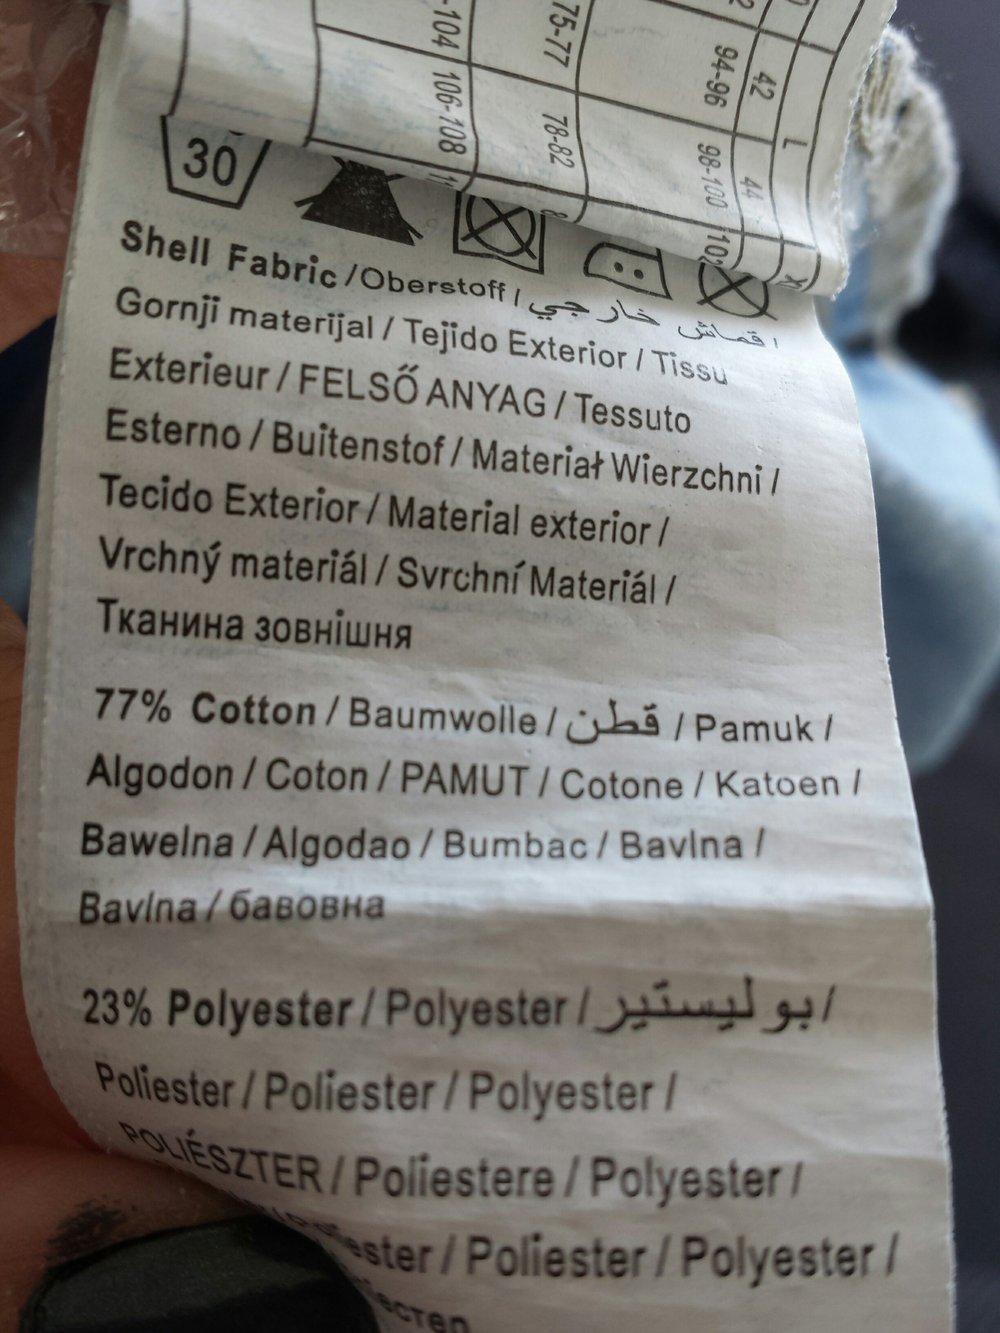 -104 75-77
106-108 78-82 94-96 42 L
98-100 44
30
Shell Fabric / Oberstoff / قماش خارجي /
Gornji materijal / Tejido Exterior / Tissu
Exterieur / FELSŐ ANYAG / Tessuto
Esterno / Buitenstof / Materiał Wierzchni /
Tecido Exterior / Material exterior /
Vrchný materiál / Svrchní Materiál /
Тканина зовнішня
77% Cotton / Baumwolle / قطن / Pamuk /
Algodon / Coton / PAMUT / Cotone / Katoen /
Bawelna / Algodao / Bumbac / Bavlna /
Bavlna / бавовна
23% Polyester / Polyester / بوليستير /
Poliester / Poliester / Polyester /
POLIÉSZTER / Poliestere / Polyester /
ester / Poliester / Polyester /